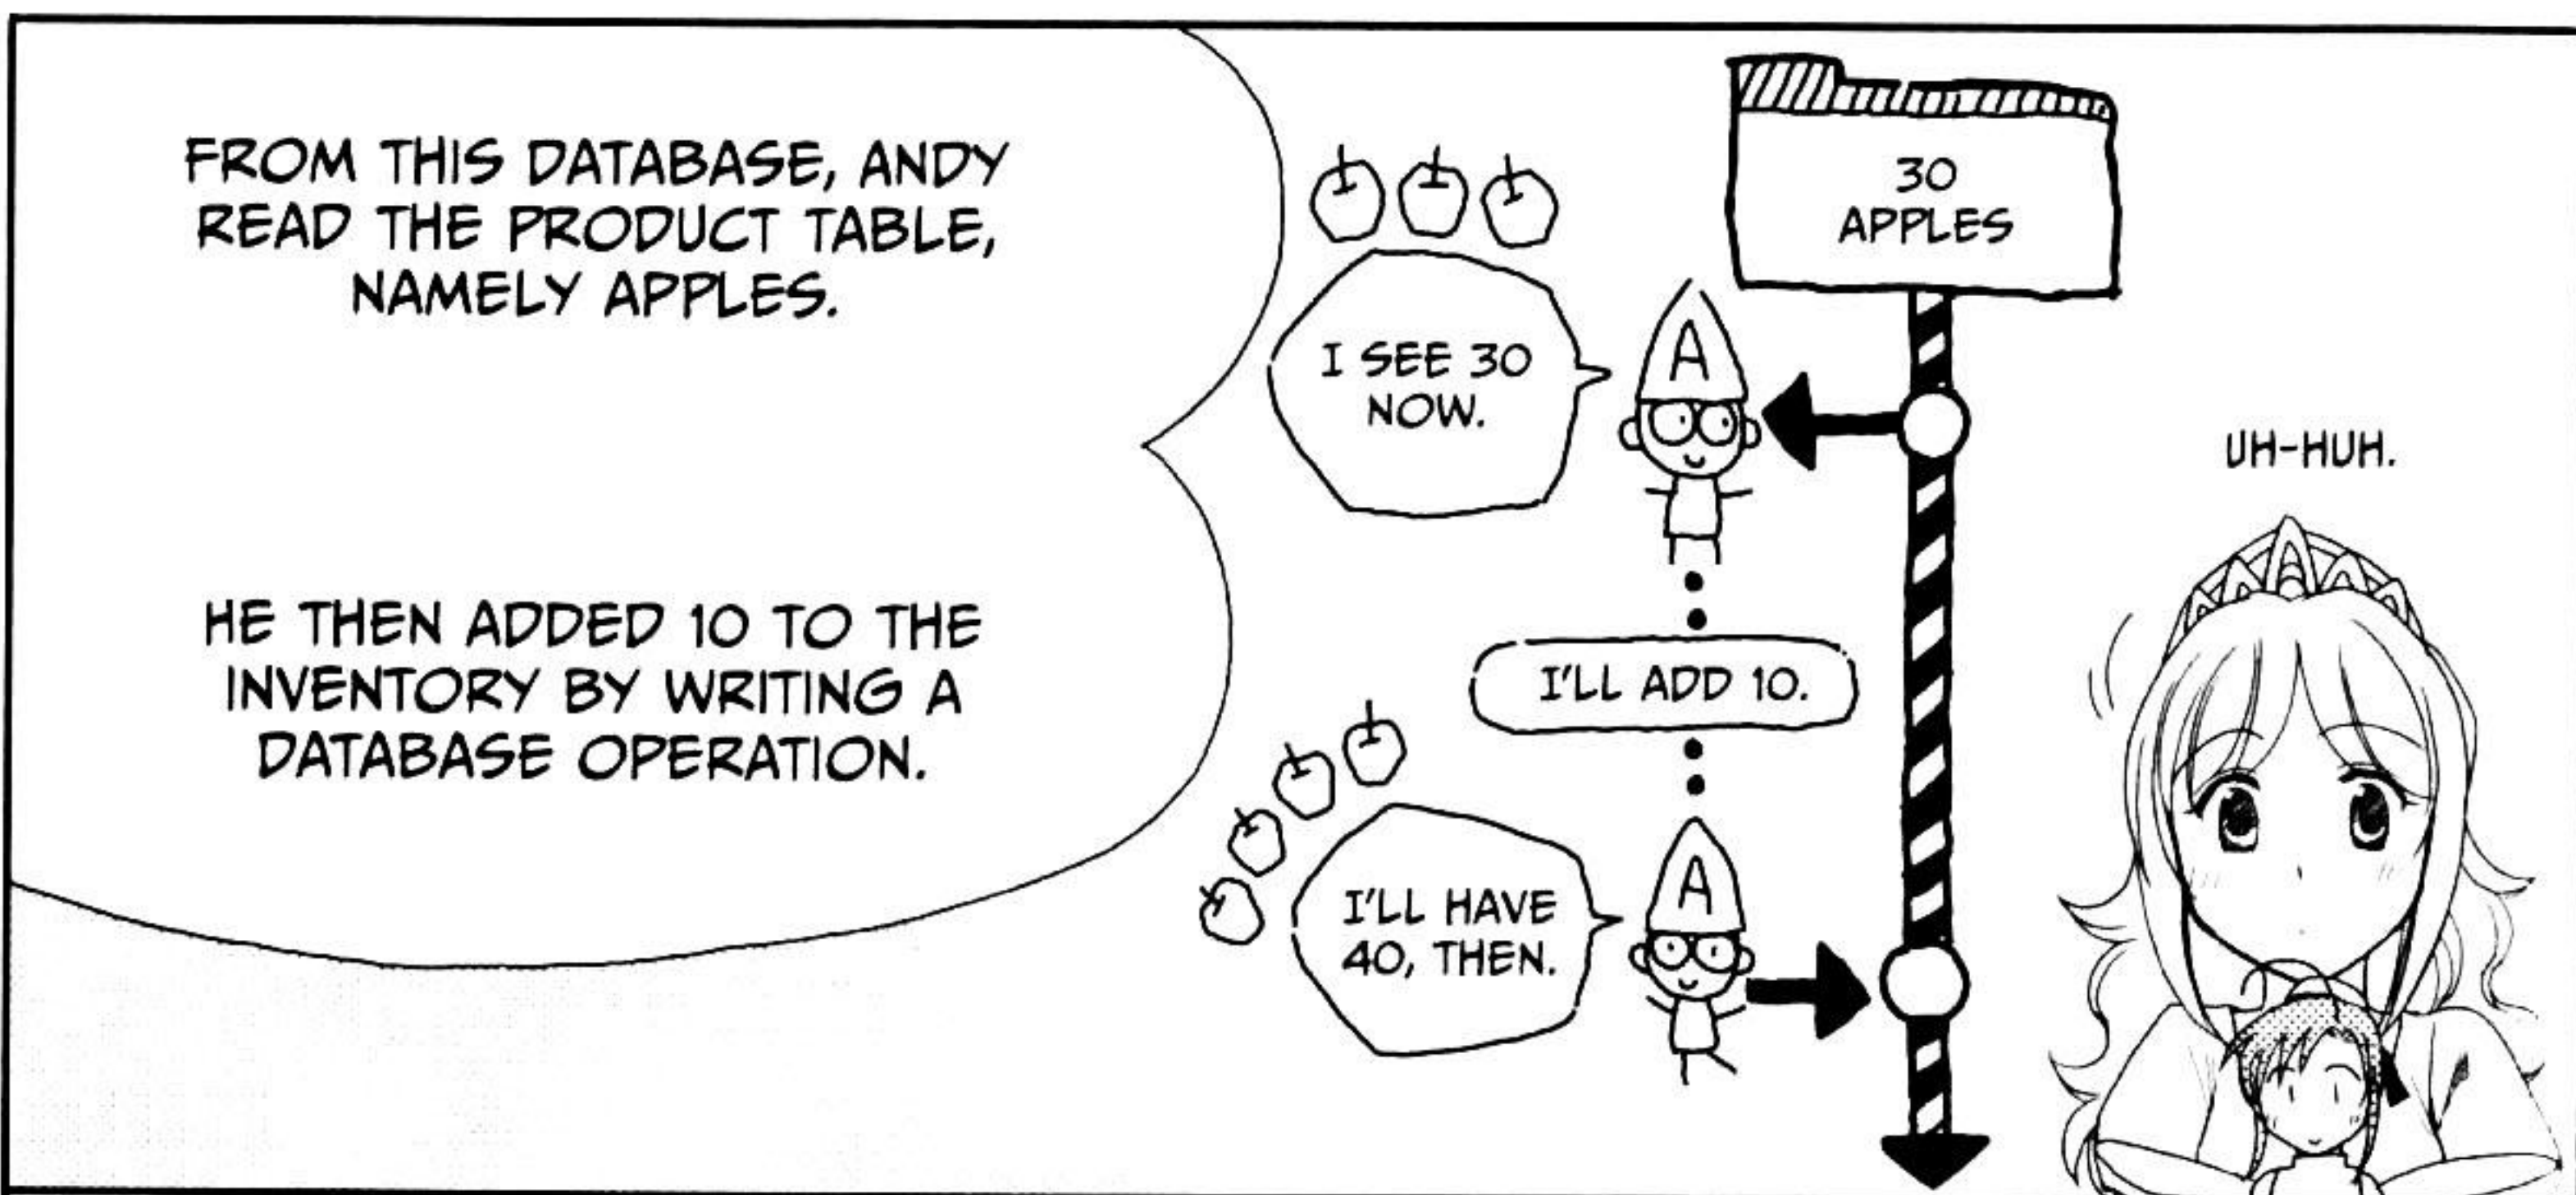 FROM THIS DATABASE, ANDY
READ THE PRODUCT TABLE,
NAMELY APPLES.
HE THEN ADDED 10 TO THE
INVENTORY BY WRITING A
DATABASE OPERATION.
30
APPLES
I SEE 30
NOW.
A
I'LL ADD 10.
I'LL HAVE
40, THEN.
A
UH-HUH.